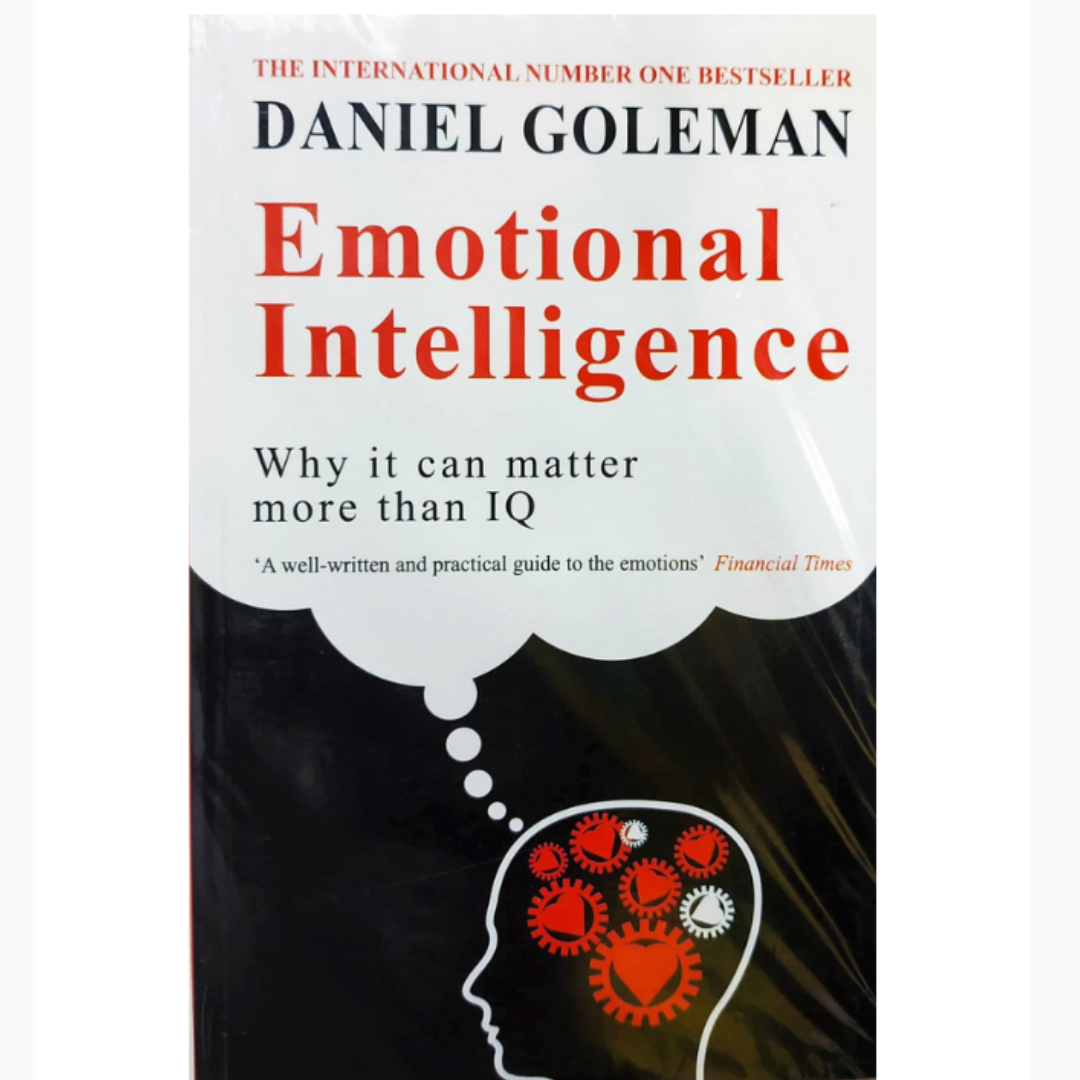 THE INTERNATIONAL NUMBER ONE BESTSELLER
DANIEL GOLEMAN
Emotional
Intelligence
Why it can matter
more than IQ
‘A well-written and practical guide to the emotions’ Financial Times